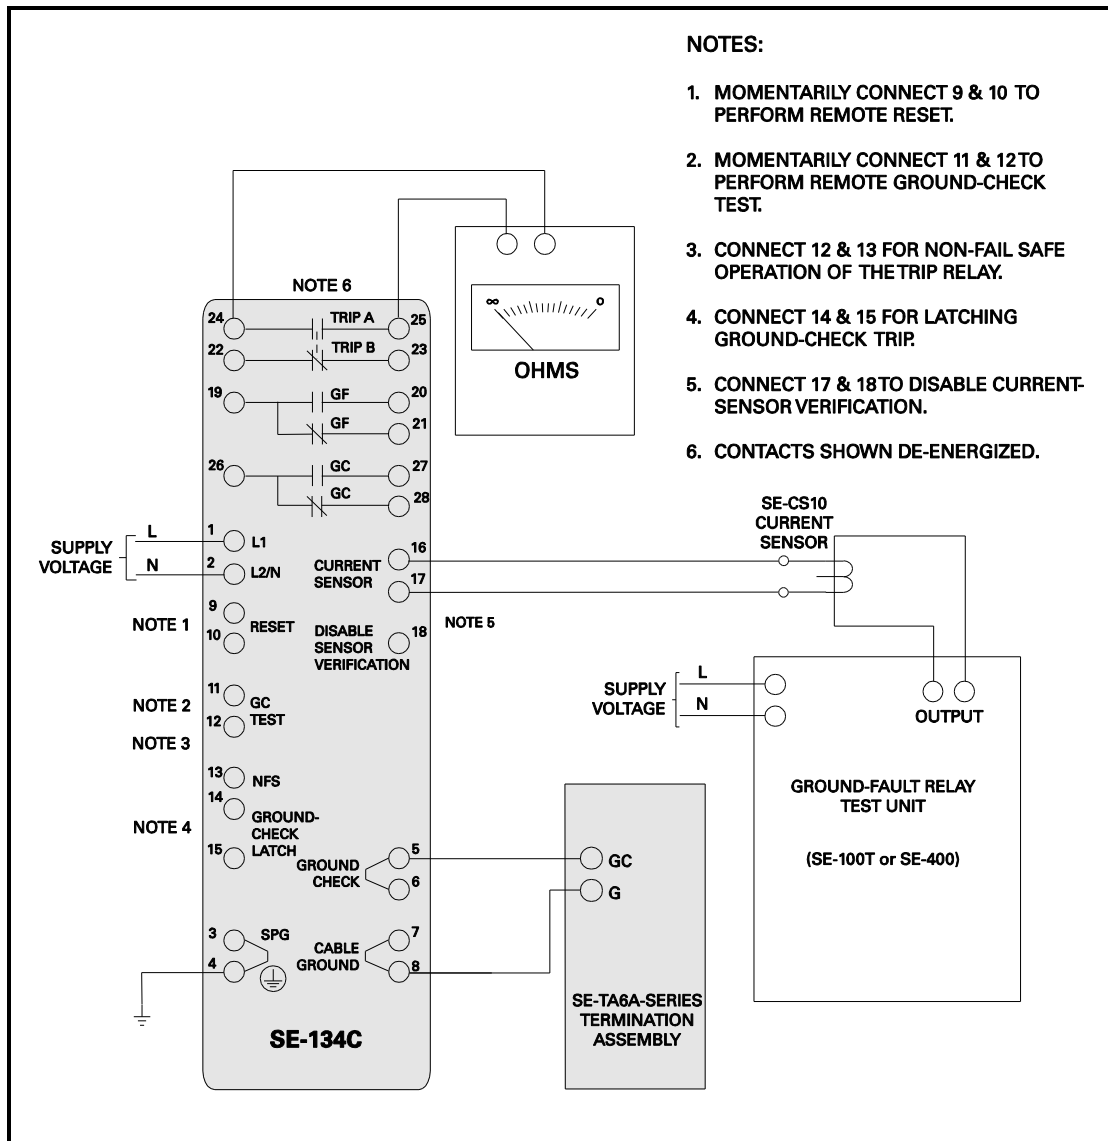 NOTES:
1. MOMENTARILY CONNECT 9 & 10 TO
PERFORM REMOTE RESET.
2. MOMENTARILY CONNECT 11 & 12 TO
PERFORM REMOTE GROUND-CHECK
TEST.
3. CONNECT 12 & 13 FOR NON-FAIL SAFE
OPERATION OF THE TRIP RELAY.
4. CONNECT 14 & 15 FOR LATCHING
GROUND-CHECK TRIP.
5. CONNECT 17 & 18 TO DISABLE CURRENT-
SENSOR VERIFICATION.
6. CONTACTS SHOWN DE-ENERGIZED.
∞ 0
OHMS
NOTE 6
24 TRIP A 25
22 TRIP B 23
19 GF 20
GF 21
26 GC 27
GC 28
SUPPLY
VOLTAGE
L 1 L1
N 2 L2/N
CURRENT
SENSOR
16
17
SE-CS10
CURRENT
SENSOR
NOTE 1
9
10
RESET
DISABLE
SENSOR
VERIFICATION
18
NOTE 5
NOTE 2
11
12
GC
TEST
NOTE 3
13 NFS
14
NOTE 4
15
GROUND-
CHECK
LATCH
GROUND
CHECK
5
6
3
4
SPG
CABLE
GROUND
7
8
SE-134C
GC
G
SE-TA6A-SERIES
TERMINATION
ASSEMBLY
SUPPLY
VOLTAGE
L
N
OUTPUT
GROUND-FAULT RELAY
TEST UNIT
(SE-100T or SE-400)